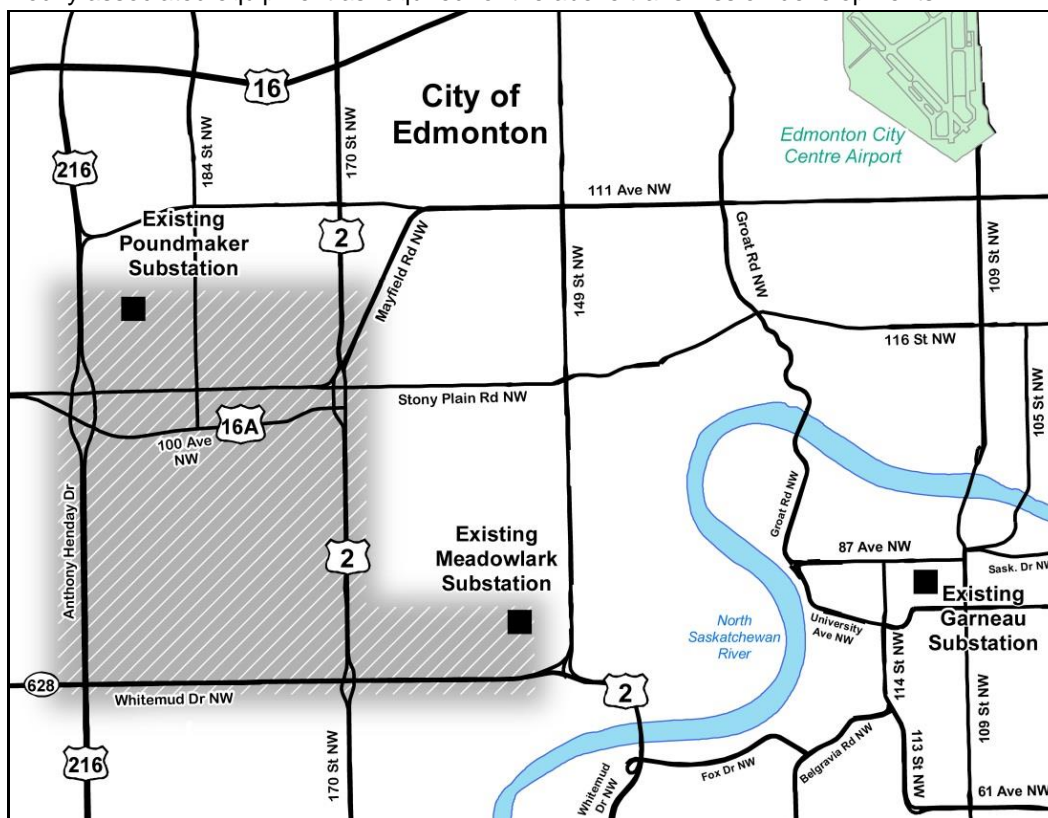 16
City of
Edmonton
Edmonton City
Centre Airport
216
184 St NW
170 St NW
111 Ave NW
Existing
Poundmaker
Substation
2
Mayfield Rd NW
149 St NW
Groat Rd NW
109 St NW
116 St NW
105 St NW
Stony Plain Rd NW
16A
100 Ave
NW
Anthony Henday Dr
2
Existing
Meadowlark
Substation
Groat Rd NW
87 Ave NW
Sask. Dr NW
Existing
Garneau
Substation
University
Ave NW
North
Saskatchewan
River
114 St NW
109 St NW
628
Whitemud Dr NW
2
216
170 St NW
Whitemud
Dr NW
Fox Dr NW
Belgravia Rd NW
113 St NW
61 Ave NW